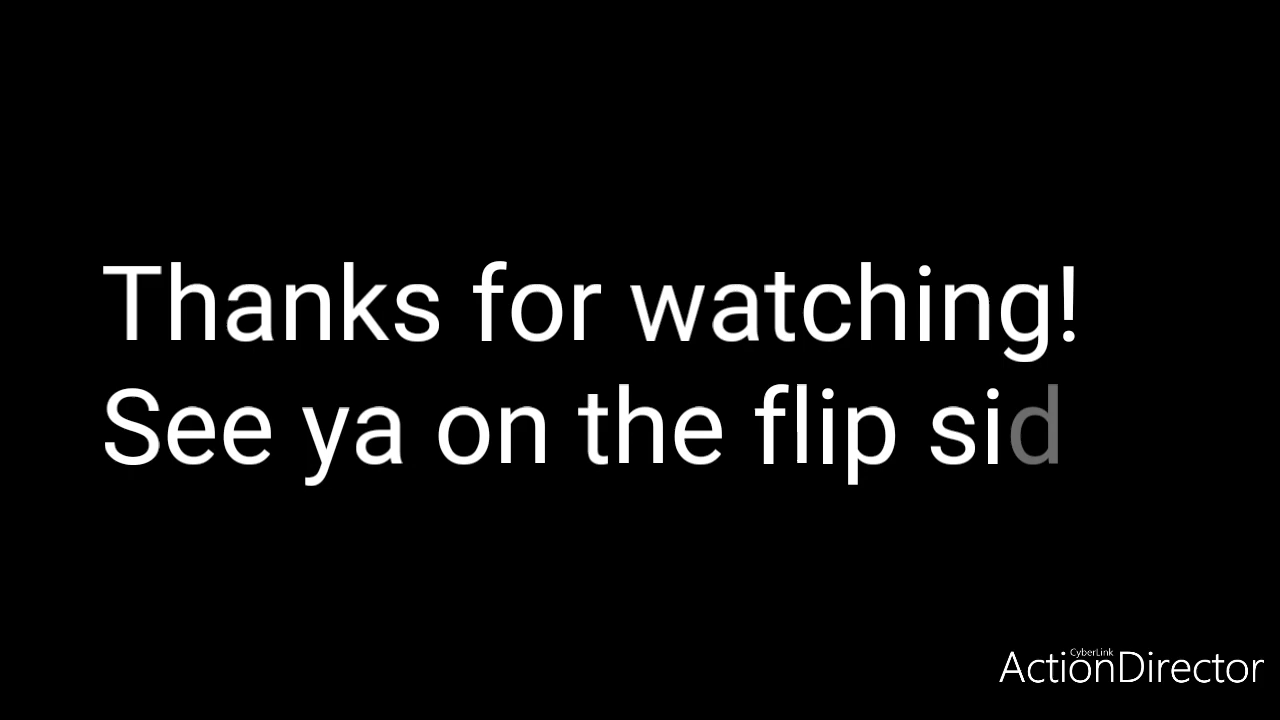 Thanks for watching!
See ya on the flip sid
CyberLink
ActionDirector